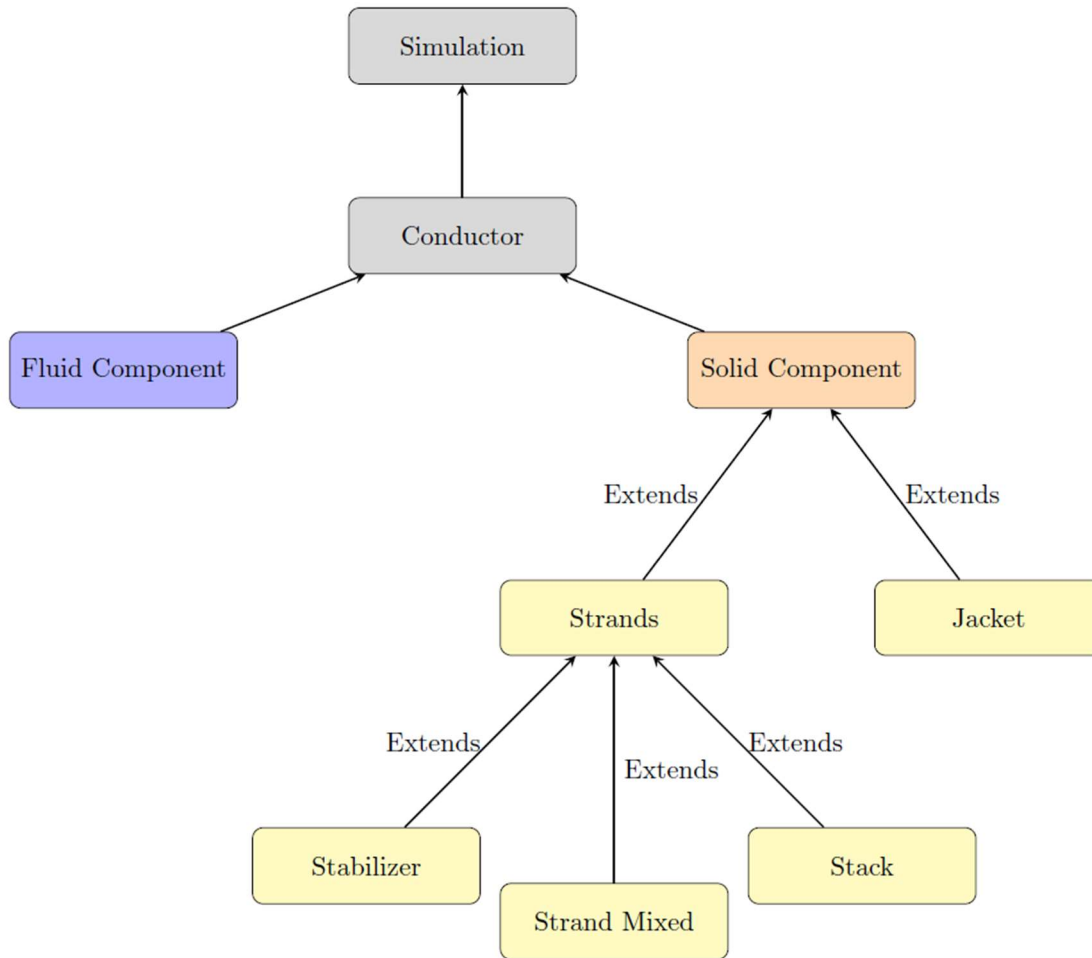 Simulation
Conductor
Fluid Component
Solid Component
Extends
Extends
Strands
Jacket
Extends
Extends
Extends
Stabilizer
Stack
Strand Mixed